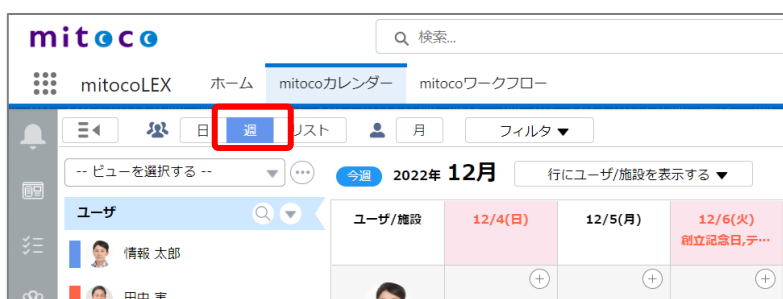 mitoco
検索...
mitocoLEX ホーム mitocoカレンダー mitocoワークフロー
日 週 リスト 月 フィルタ ▼
-- ビューを選択する -- 今週 2022年 12月 行にユーザ/施設を表示する ▼
ユーザ ユーザ/施設 12/4(日) 12/5(月) 12/6(火)
創立記念日,テ…
情報 太郎
田中 実